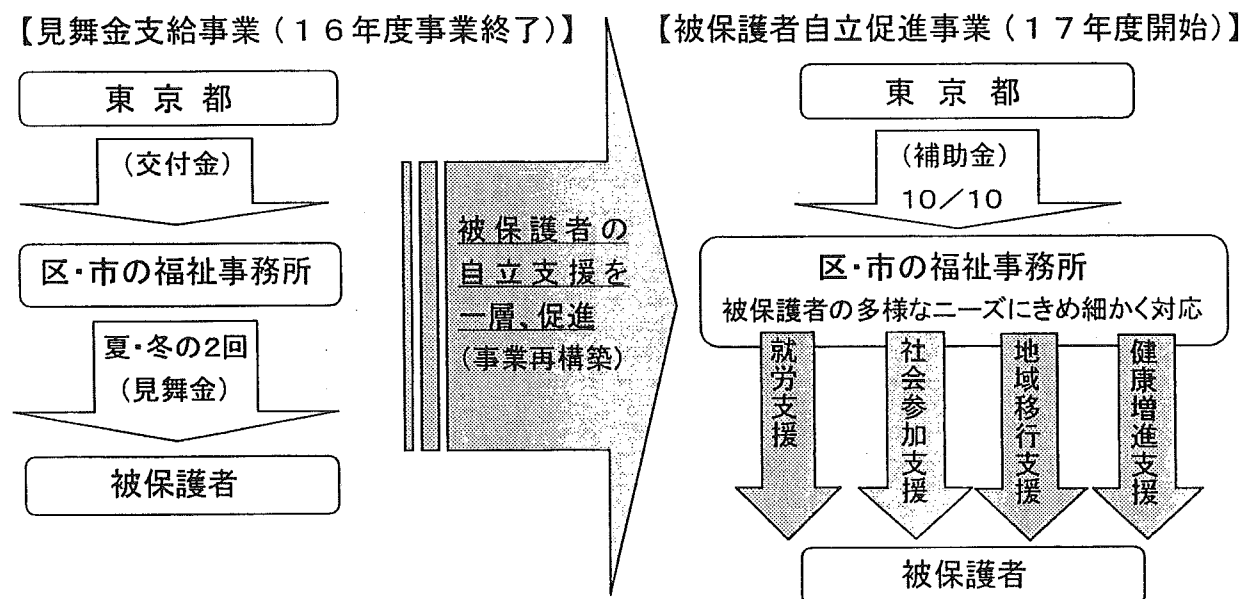 【見舞金支給事業（１６年度事業終了）】
東京都
（交付金）
区・市の福祉事務所
夏・冬の2回
（見舞金）
被保護者
被保護者の
自立支援を
一層、促進
（事業再構築）
【被保護者自立促進事業（１７年度開始）】
東京都
（補助金）
１０／１０
区・市の福祉事務所
被保護者の多様なニーズにきめ細かく対応
就労支援
社会参加支援
地域移行支援
健康増進支援
被保護者